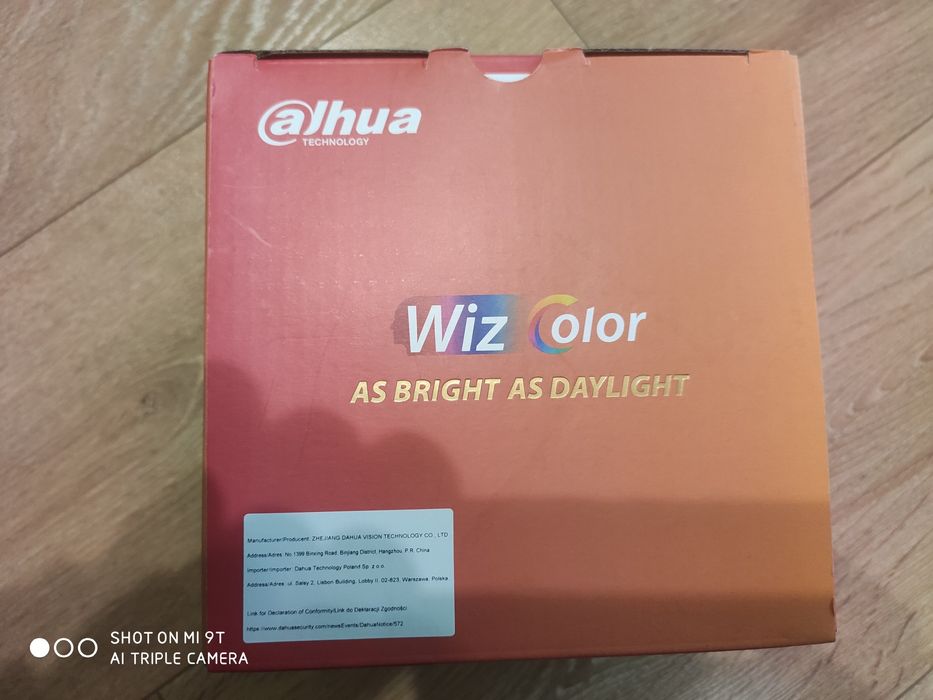 alhua
TECHNOLOGY
Wiz Color
AS BRIGHT AS DAYLIGHT
Manufacturer/Producent: ZHEJIANG DAHUA VISION TECHNOLOGY CO., LTD
Address/Adres: No.1399 Binxing Road, Binjiang District, Hangzhou, P.R. China
Importer/Importer: Dahua Technology Poland Sp. z o.o.
Address/Adres: ul. Salsy 2, Lisbon Building, Lobby II, 02-823, Warszawa, Polska
Link for Declaration of Conformity/Link do Deklaracji Zgodności:
https://www.dahuasecurity.com/newsEvents/DahuaNotice/572
SHOT ON MI 9T
AI TRIPLE CAMERA